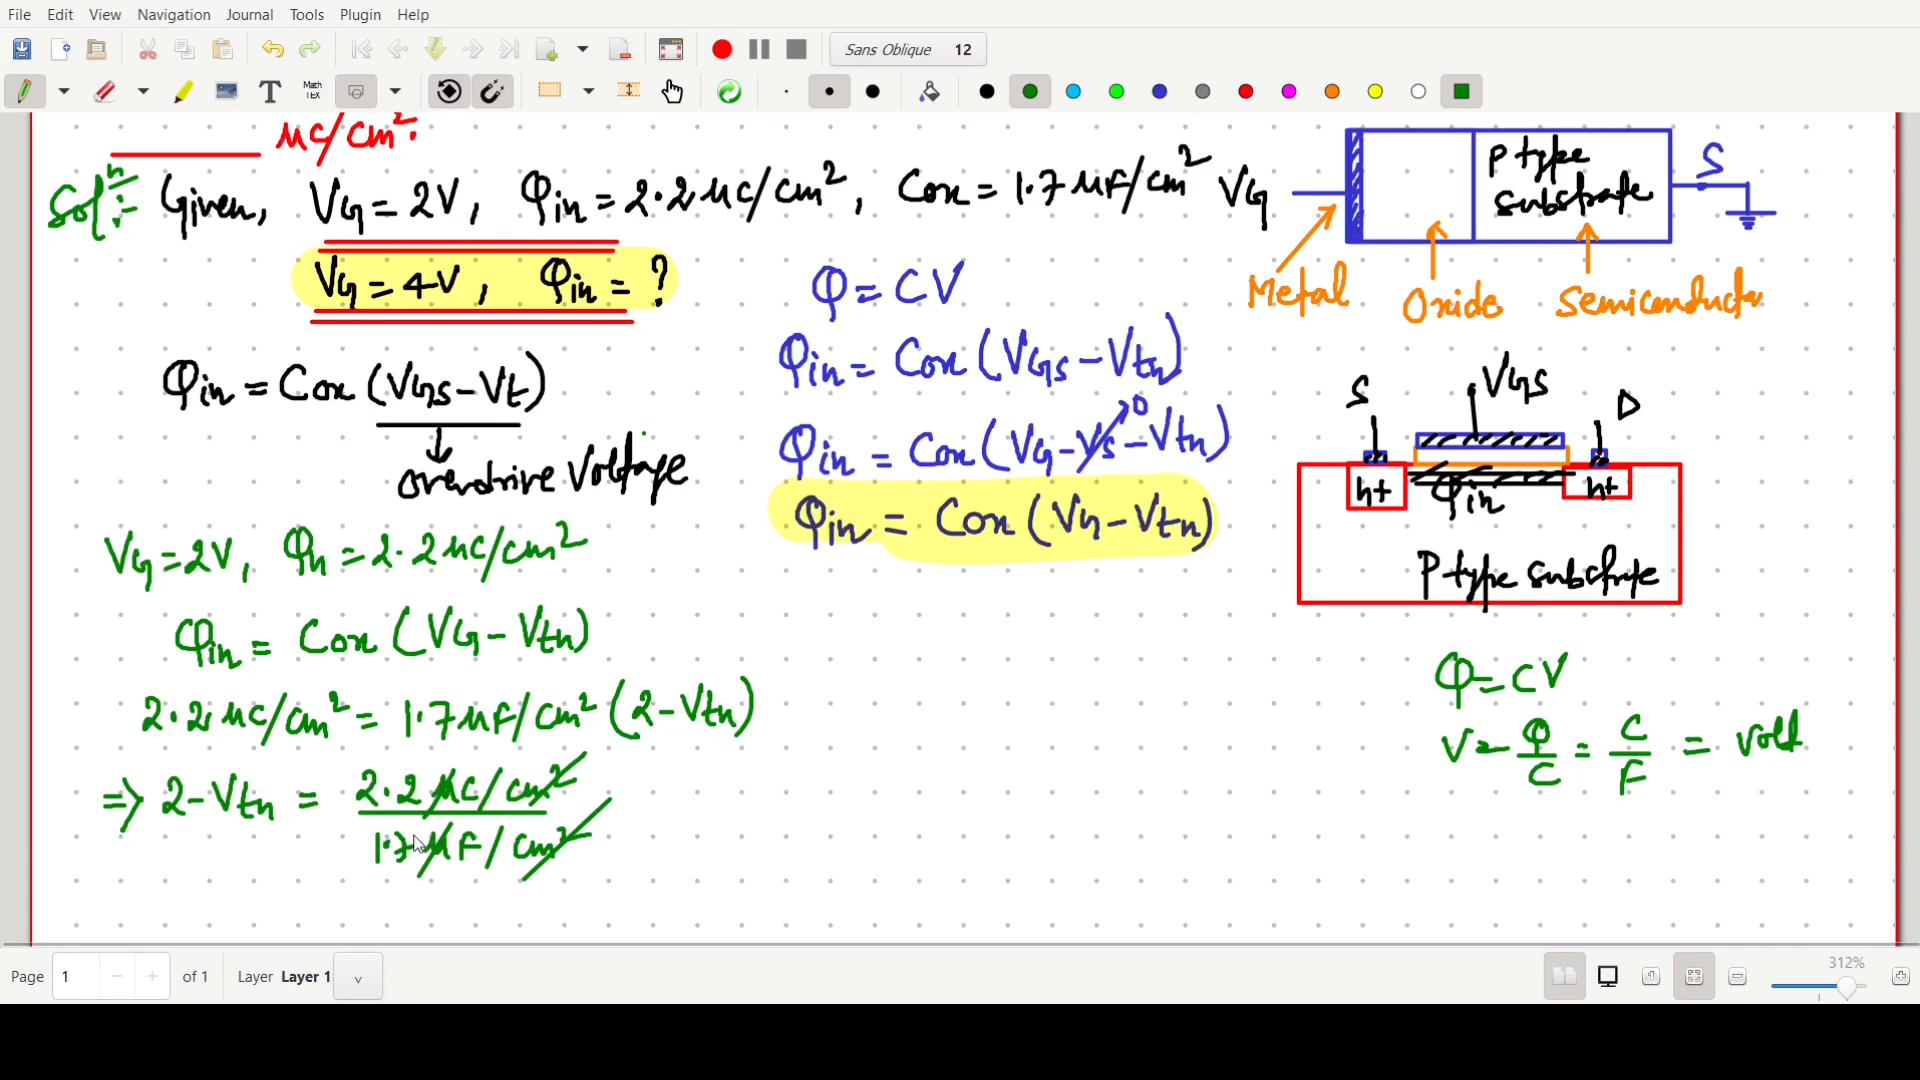 File Edit View Navigation Journal Tools Plugin Help
Sans Oblique 12
Math TEX
μc/cm².
Solⁿ:- Given, VG = 2V, Qin = 2.2 μc/cm², Cox = 1.7 μF/cm²
VG = 4V, Qin = ?
Qin = Cox (VGS - Vt)
overdrive Voltage
VG = 2V, Qn = 2.2 μc/cm²
Qin = Cox (VG - Vtn)
2.2 μc/cm² = 1.7 μF/cm² (2 - Vtn)
=> 2 - Vtn = 2.2 μc/cm²
1.7 μF/cm²
Q = CV
Qin = Cox (VGS - Vtn)
Qin = Cox (VG - Vs - Vtn)
0
Qin = Cox (VG - Vtn)
VG
P type
substrate
S
Metal Oxide Semiconductor
S VGS D
n+ Qin n+
P type substrate
Q = CV
V = Q/C = C/F = volt
Page 1 of 1 Layer Layer 1
312%